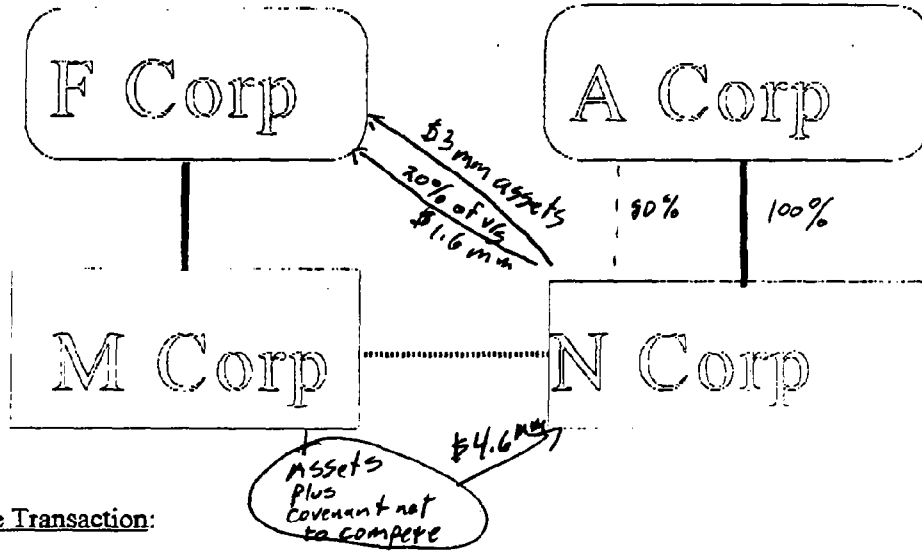 F Corp
A Corp
$3 mm assets
20% of v/s
$1.6 mm
80%
100%
M Corp
N Corp
$4.6 mm
Assets
plus
covenant not
to compete
e Transaction: